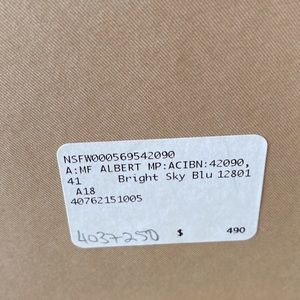 NSFW000569542090
A:MF ALBERT MP:ACIBN:42090,
41 Bright Sky Blu 12801
A18
40762151005
4037250 $ 490